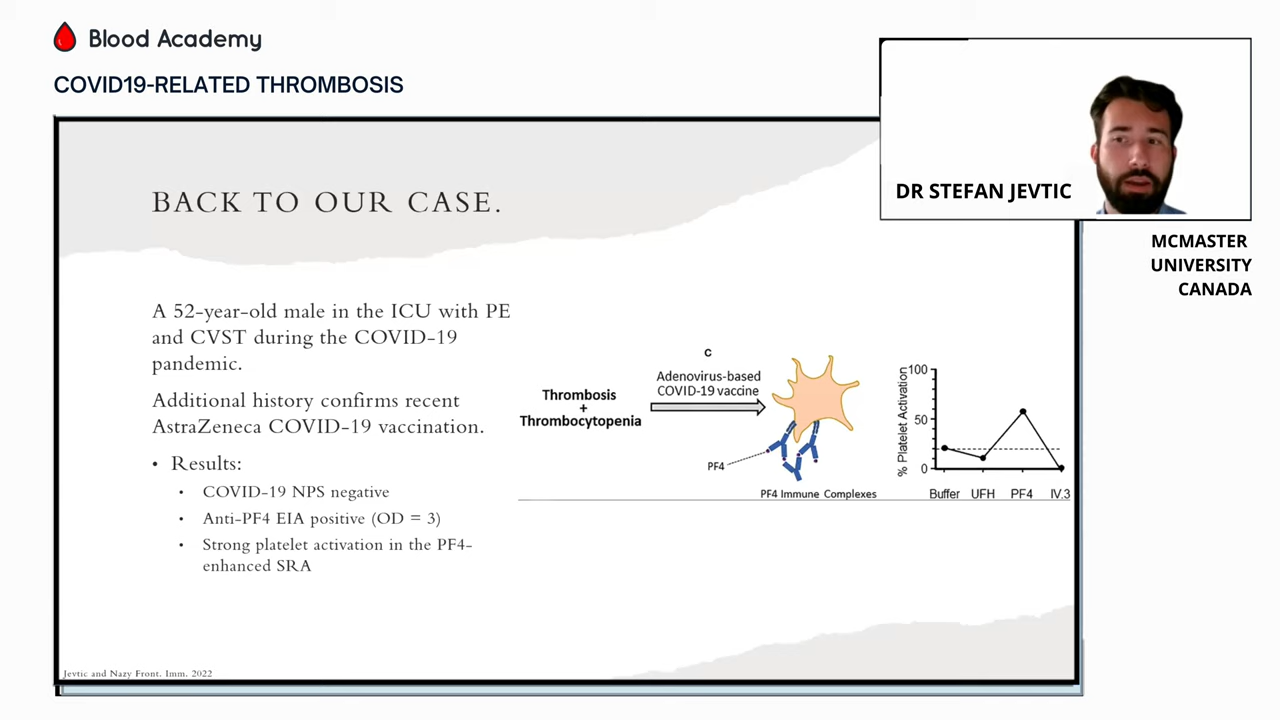 Blood Academy
COVID19-RELATED THROMBOSIS
DR STEFAN JEVTIC
MCMASTER
UNIVERSITY
CANADA
BACK TO OUR CASE.
A 52-year-old male in the ICU with PE
and CVST during the COVID-19
pandemic.
Additional history confirms recent
AstraZeneca COVID-19 vaccination.
• Results:
• COVID-19 NPS negative
• Anti-PF4 EIA positive (OD = 3)
• Strong platelet activation in the PF4-
enhanced SRA
C
Thrombosis
+
Thrombocytopenia
Adenovirus-based
COVID-19 vaccine
PF4
PF4 Immune Complexes
% Platelet Activation
100
50
0
Buffer UFH PF4 IV.3
Jevtic and Nazy Front. Imm. 2022